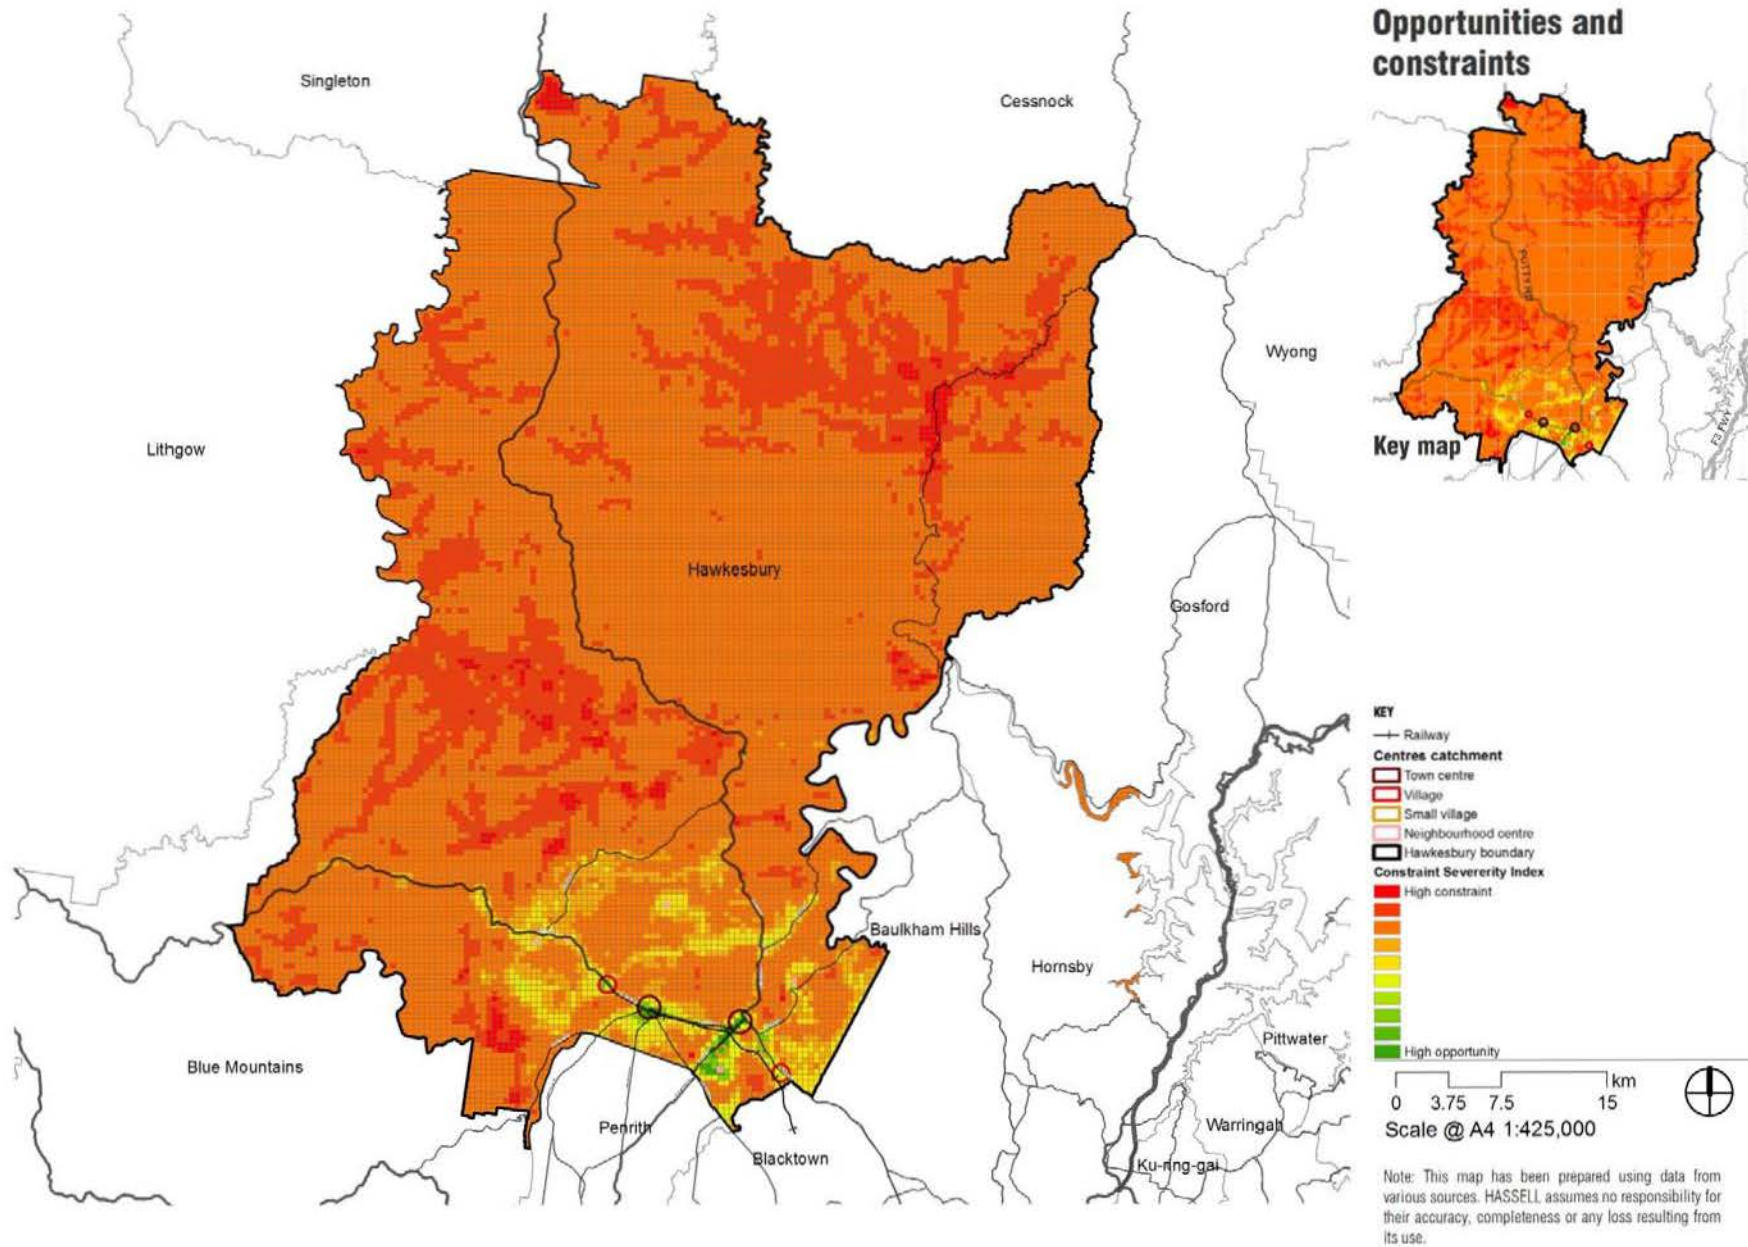 Opportunities and
constraints
Singleton
Cessnock
Wyong
Lithgow
Key map
F3 FWY
Hawkesbury
Gosford
KEY
Railway
Centres catchment
Town centre
Village
Small village
Neighbourhood centre
Hawkesbury boundary
Constraint Severerity Index
High constraint
High opportunity
Baulkham Hills
Hornsby
Pittwater
Blue Mountains
Penrith
Blacktown
Warringah
Ku-ring-gai
km
0 3.75 7.5 15
Scale @ A4 1:425,000
Note: This map has been prepared using data from
various sources. HASSELL assumes no responsibility for
their accuracy, completeness or any loss resulting from
its use.